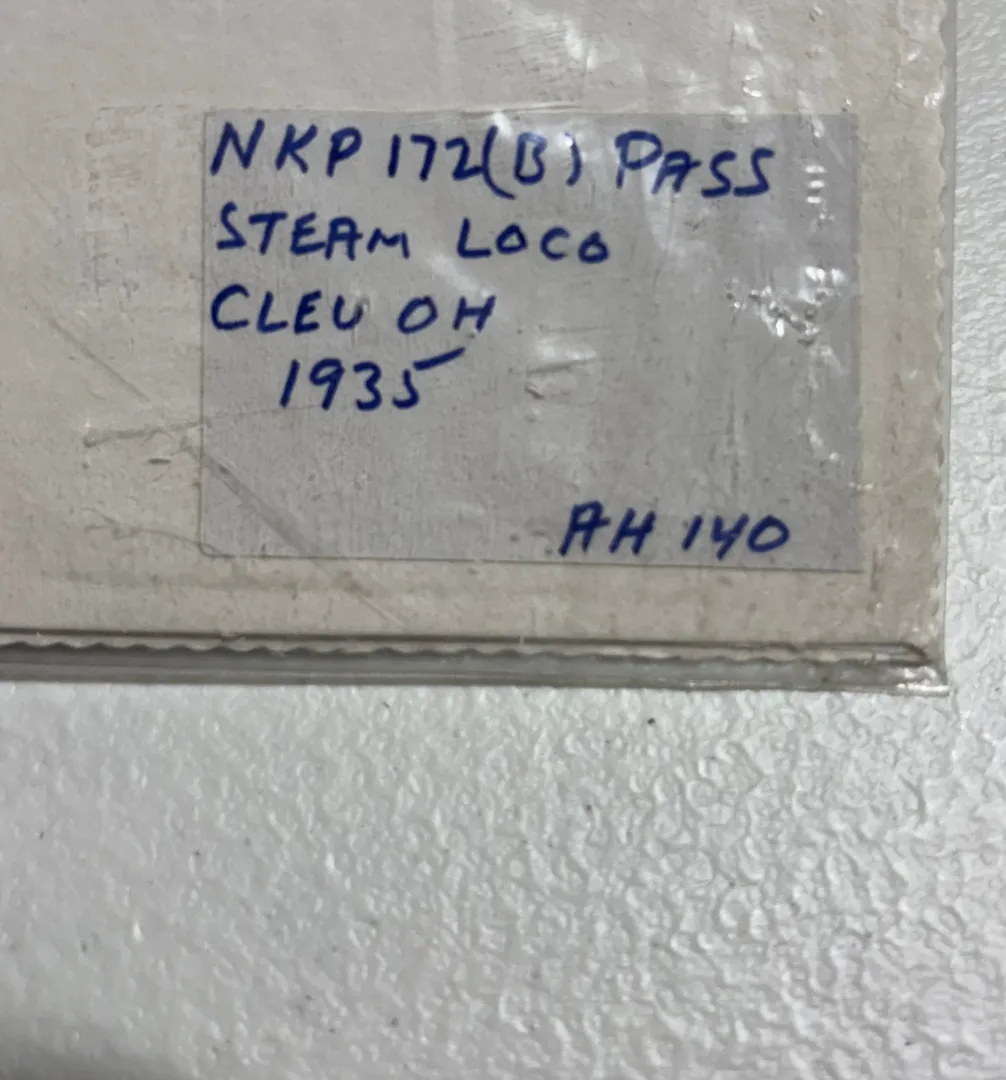 NKP 172(B) PASS
STEAM LOCO
CLEV OH
1935
AH 140